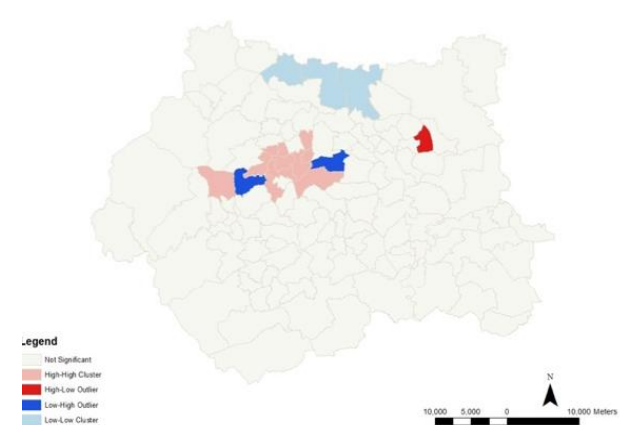 Legend
Not Significant
High-High Cluster
High-Low Outlier
Low-High Outlier
Low-Low Cluster
N
10,000 5,000 0 10,000 Meters